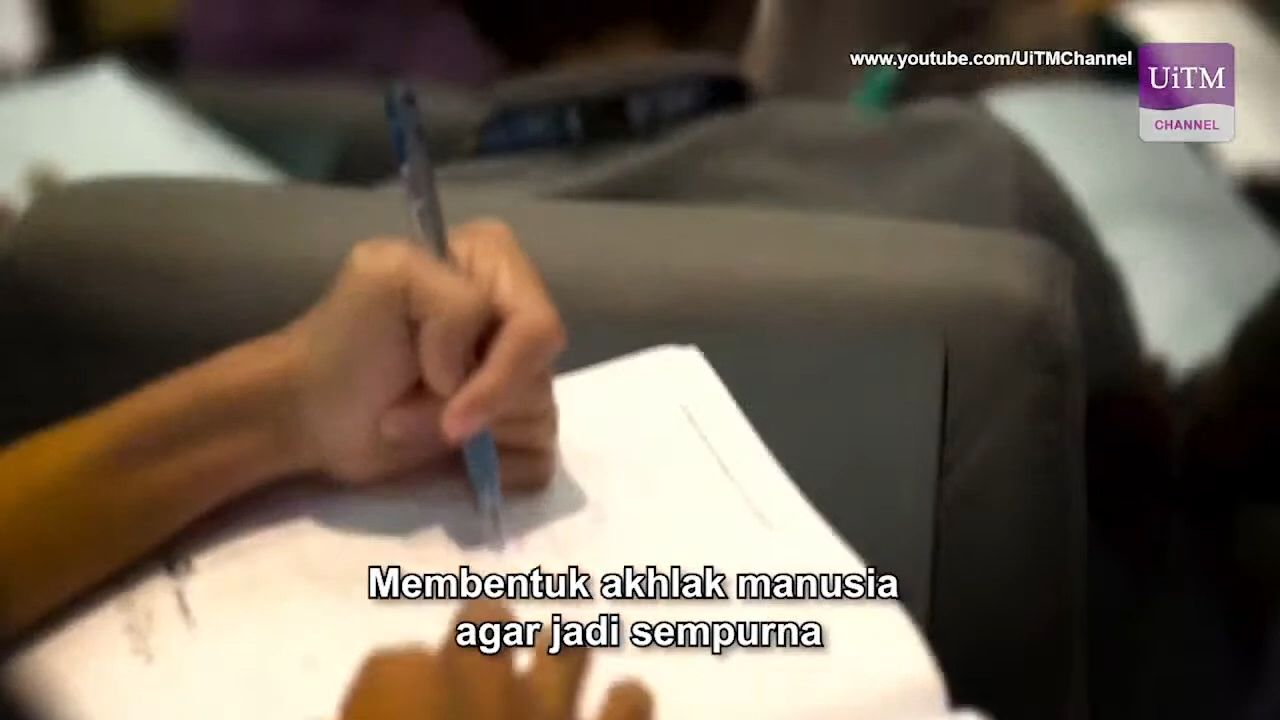 www.youtube.com/UiTMChannel
UiTM
CHANNEL
Membentuk akhlak manusia
agar jadi sempurna